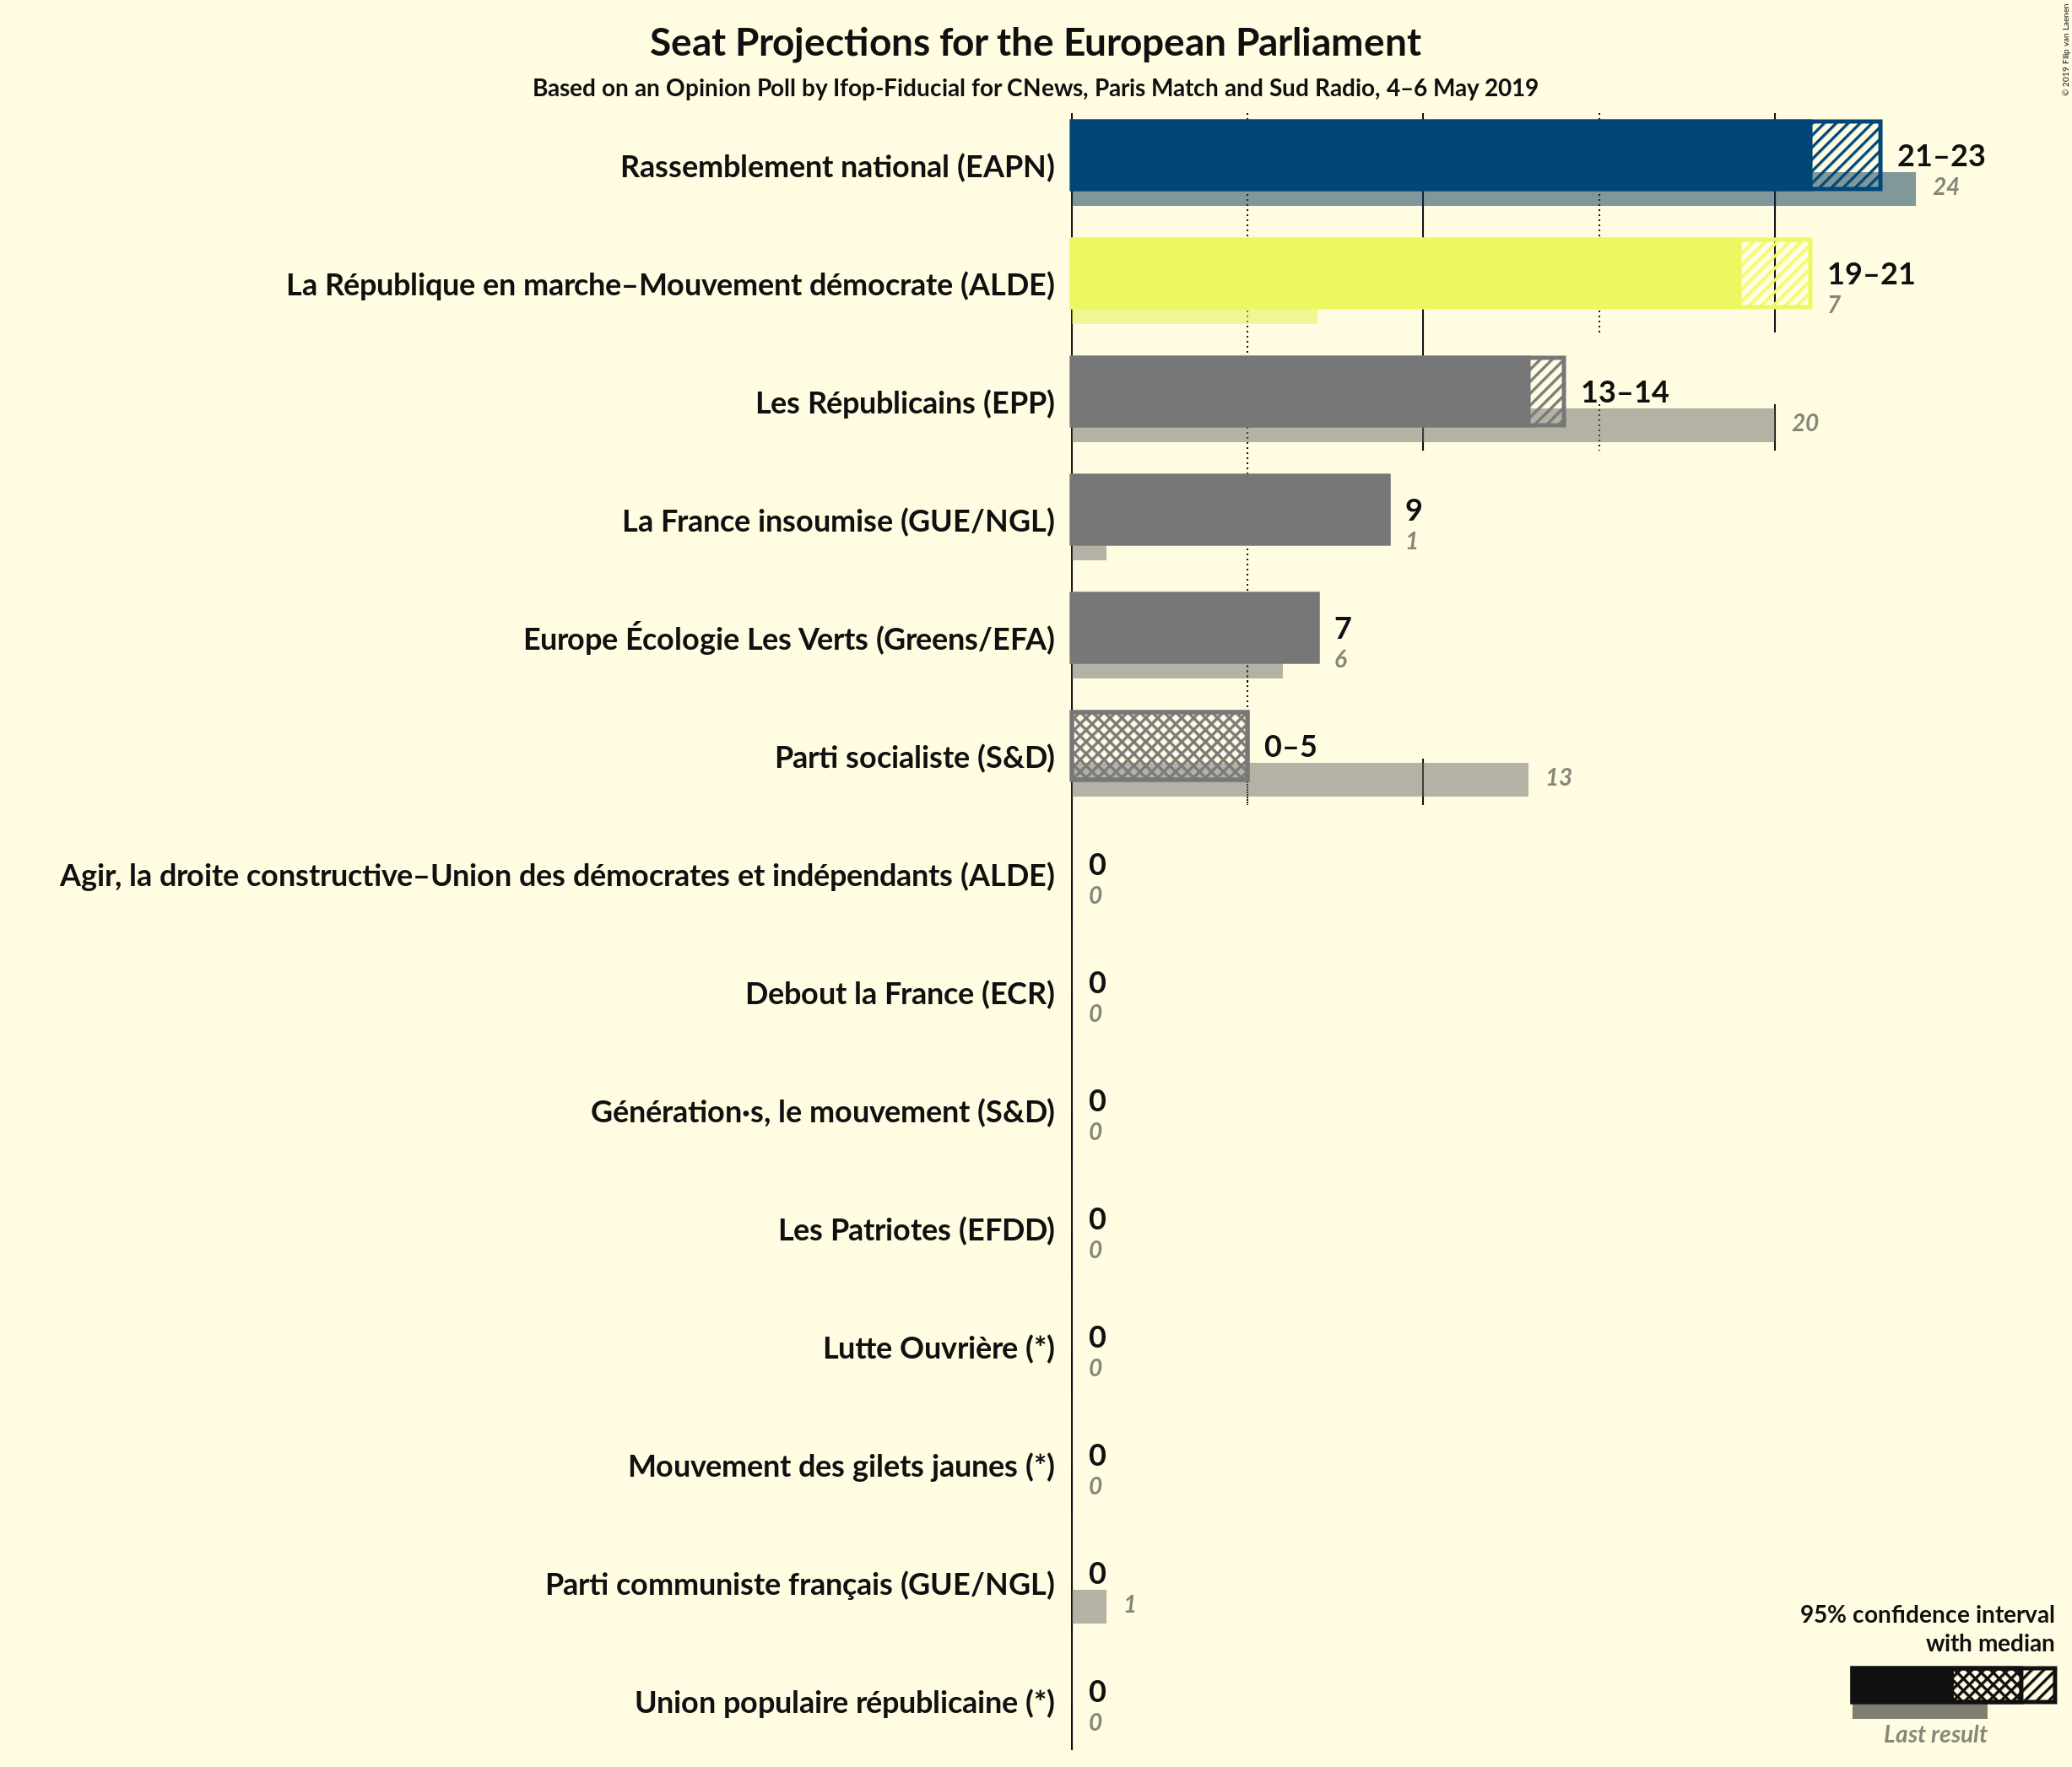 Seat Projections for the European Parliament
Based on an Opinion Poll by Ifop-Fiducial for CNews, Paris Match and Sud Radio, 4–6 May 2019
© 2019 Filip van Laenen
Rassemblement national (EAPN)
21–23
24
La République en marche–Mouvement démocrate (ALDE)
19–21
7
Les Républicains (EPP)
13–14
20
La France insoumise (GUE/NGL)
9
1
Europe Écologie Les Verts (Greens/EFA)
7
6
Parti socialiste (S&D)
0–5
13
Agir, la droite constructive–Union des démocrates et indépendants (ALDE)
0
0
Debout la France (ECR)
0
0
Génération·s, le mouvement (S&D)
0
0
Les Patriotes (EFDD)
0
0
Lutte Ouvrière (*)
0
0
Mouvement des gilets jaunes (*)
0
0
Parti communiste français (GUE/NGL)
0
1
Union populaire républicaine (*)
0
0
95% confidence interval
with median
Last result